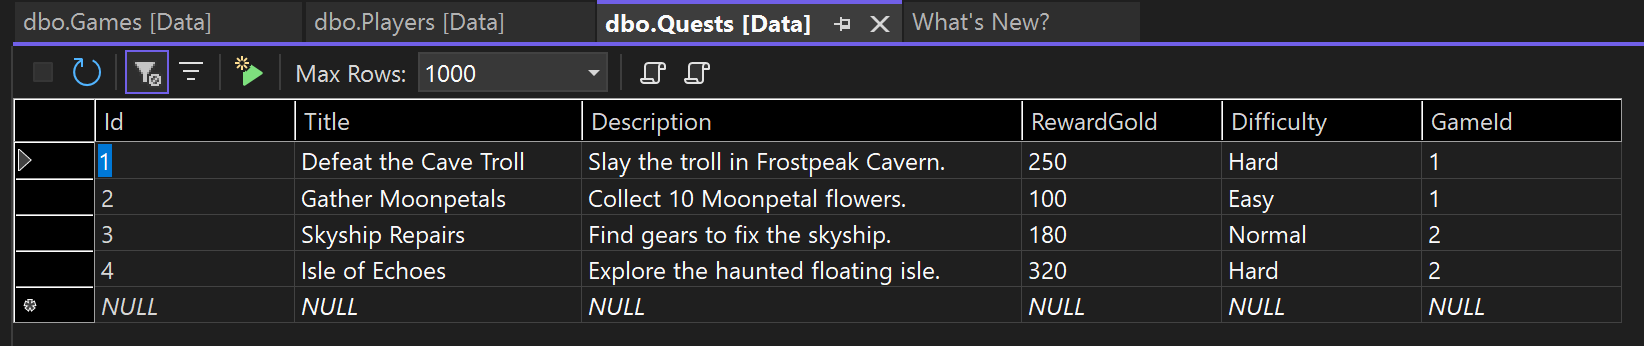 dbo.Games [Data] dbo.Players [Data] dbo.Quests [Data] What's New?
Max Rows: 1000
Id Title Description RewardGold Difficulty GameId
1 Defeat the Cave Troll Slay the troll in Frostpeak Cavern. 250 Hard 1
2 Gather Moonpetals Collect 10 Moonpetal flowers. 100 Easy 1
3 Skyship Repairs Find gears to fix the skyship. 180 Normal 2
4 Isle of Echoes Explore the haunted floating isle. 320 Hard 2
NULL NULL NULL NULL NULL NULL